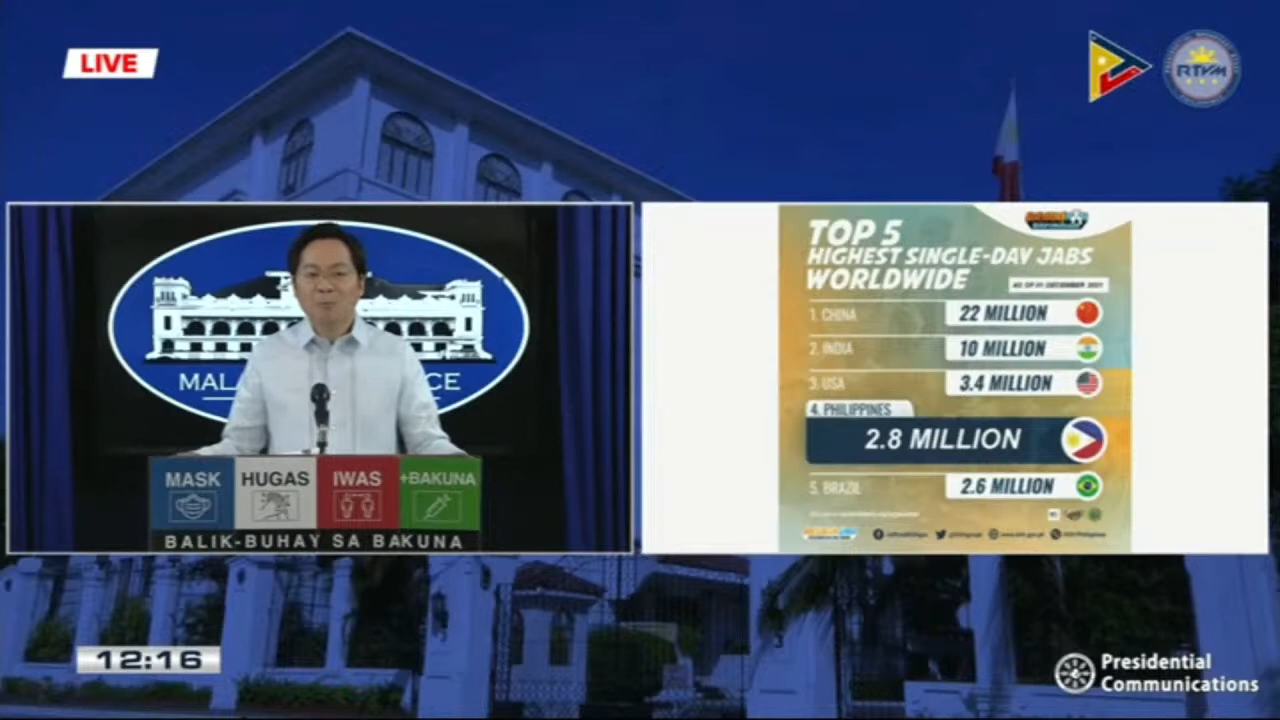 LIVE
RTVM
MALA
CE
MASK
HUGAS
IWAS
+BAKUNA
BALIK-BUHAY SA BAKUNA
TOP 5
HIGHEST SINGLE-DAY JABS
WORLDWIDE
AS OF 01 DECEMBER 2021
1. CHINA 22 MILLION
2. INDIA 10 MILLION
3. USA 3.4 MILLION
4. PHILIPPINES
2.8 MILLION
5. BRAZIL 2.6 MILLION
12:16
Presidential
Communications